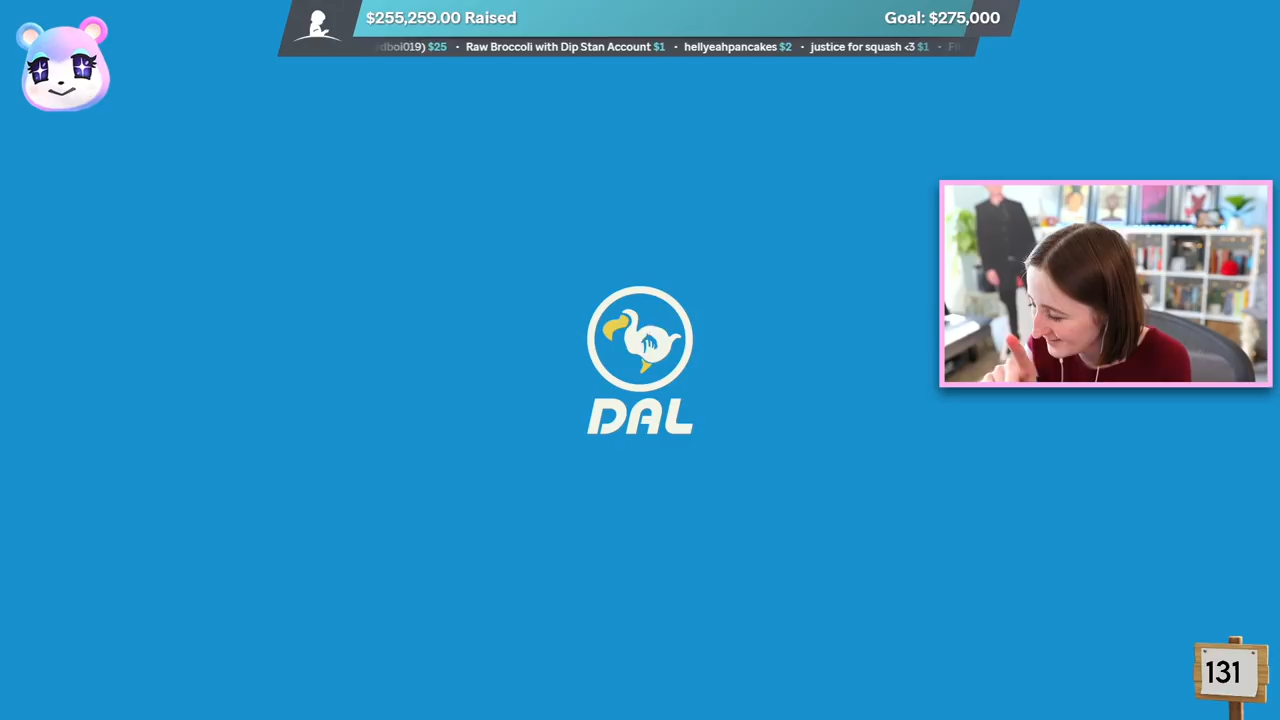 $255,259.00 Raised
Goal: $275,000
dboi019) $25 · Raw Broccoli with Dip Stan Account $1 · hellyeahpancakes $2 · justice for squash <3 $1 ·
DAL
131